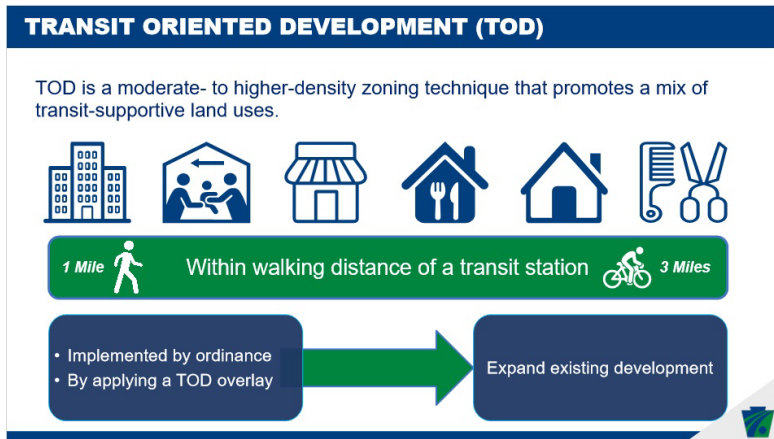 TRANSIT ORIENTED DEVELOPMENT (TOD)
TOD is a moderate- to higher-density zoning technique that promotes a mix of
transit-supportive land uses.
1 Mile
Within walking distance of a transit station
3 Miles
• Implemented by ordinance
• By applying a TOD overlay
Expand existing development